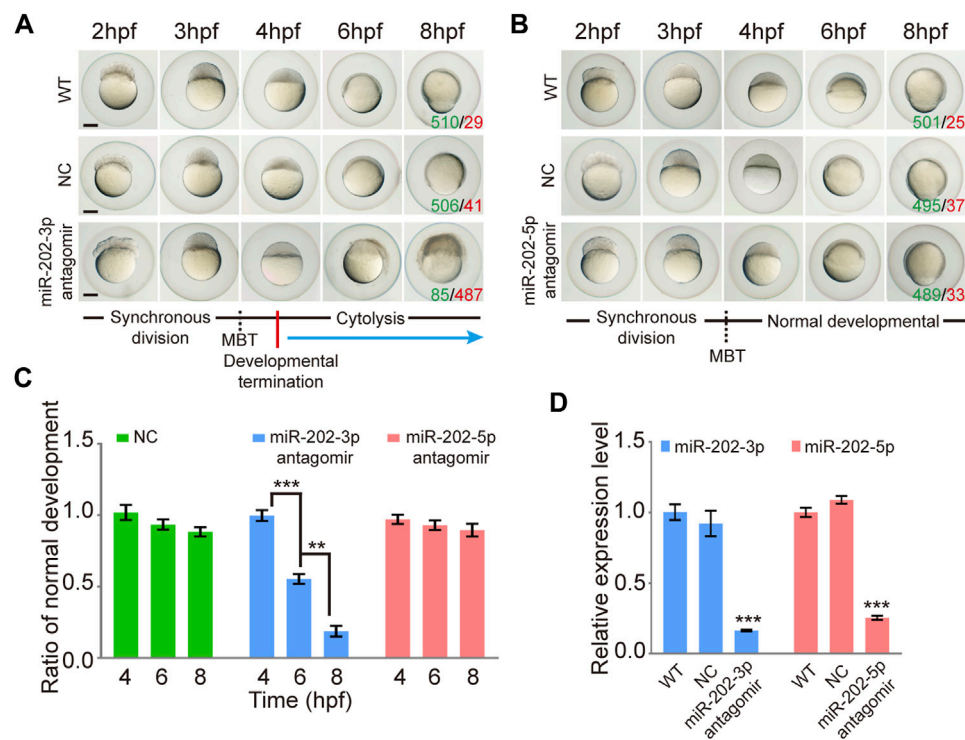 A
2hpf 3hpf 4hpf 6hpf 8hpf
WT
510/29
NC
506/41
miR-202-3p
antagomir
85/487
Synchronous
division
MBT
Cytolysis
Developmental
termination
B
2hpf 3hpf 4hpf 6hpf 8hpf
WT
501/25
NC
495/37
miR-202-5p
antagomir
489/33
Synchronous
division
Normal developmental
MBT
C
Ratio of normal development
1.5
1.0
0.5
0.0
NC
miR-202-3p
antagomir
miR-202-5p
antagomir
***
**
4 6 8 4 6 8 4 6 8
Time (hpf)
D
Relative expression level
1.5
1.0
0.5
0
miR-202-3p
miR-202-5p
***
***
WT
NC
miR-202-3p
antagomir
WT
NC
miR-202-5p
antagomir